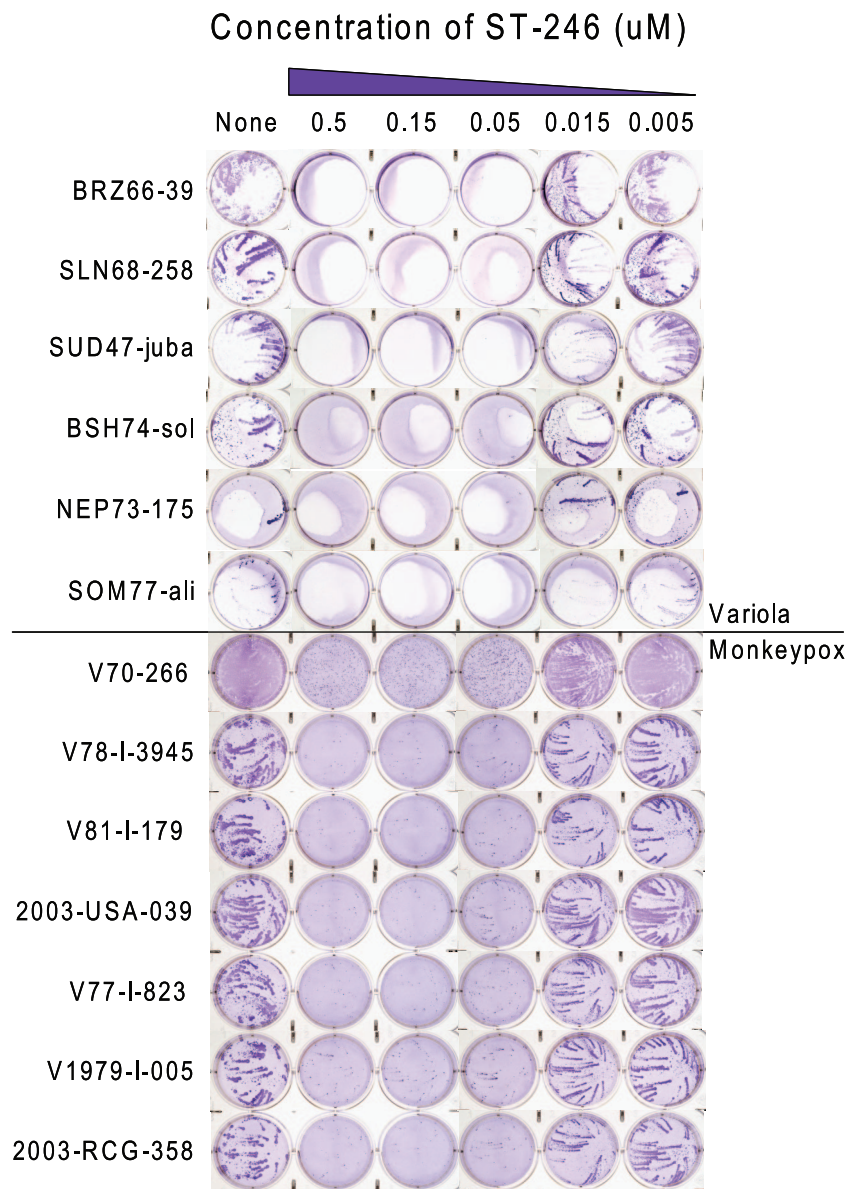 Concentration of ST-246 (uM)
None 0.5 0.15 0.05 0.015 0.005
BRZ66-39
SLN68-258
SUD47-juba
BSH74-sol
NEP73-175
SOM77-ali
Variola
Monkeypox
V70-266
V78-I-3945
V81-I-179
2003-USA-039
V77-I-823
V1979-I-005
2003-RCG-358